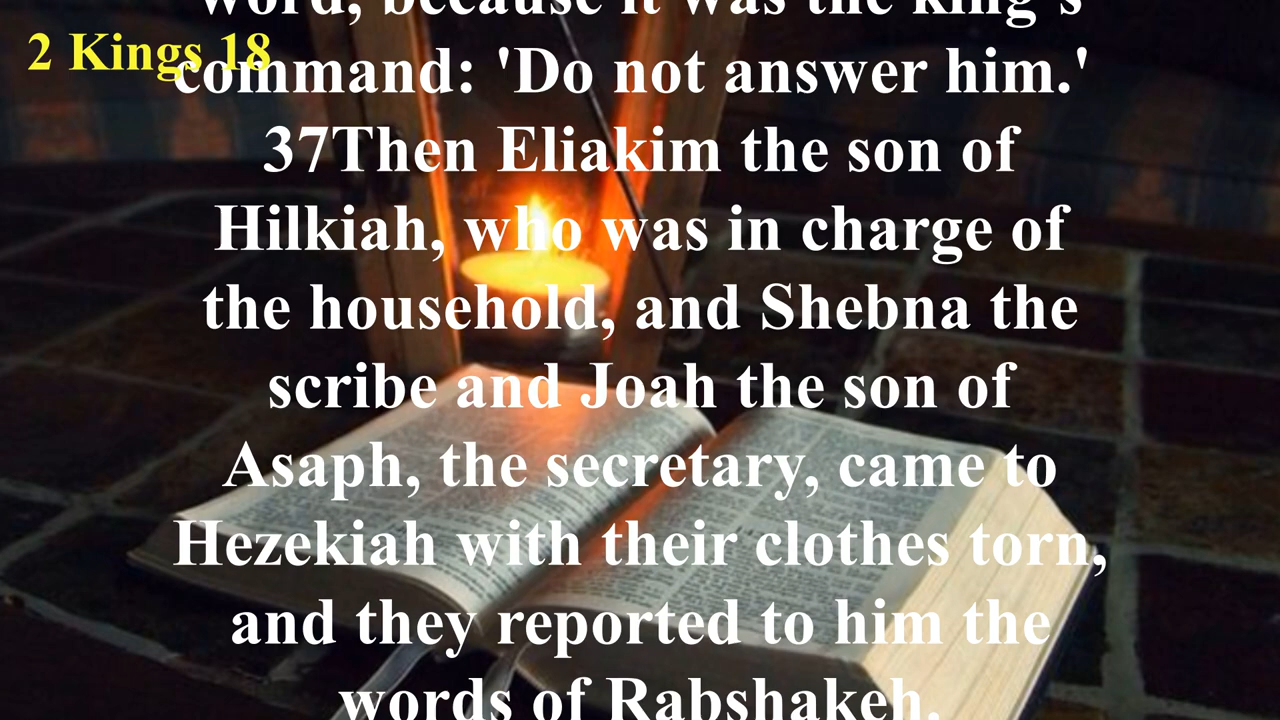 word, because it was the king's
2 Kings 18
command: 'Do not answer him.'
37Then Eliakim the son of
Hilkiah, who was in charge of
the household, and Shebna the
scribe and Joah the son of
Asaph, the secretary, came to
Hezekiah with their clothes torn,
and they reported to him the
words of Rabshakeh.